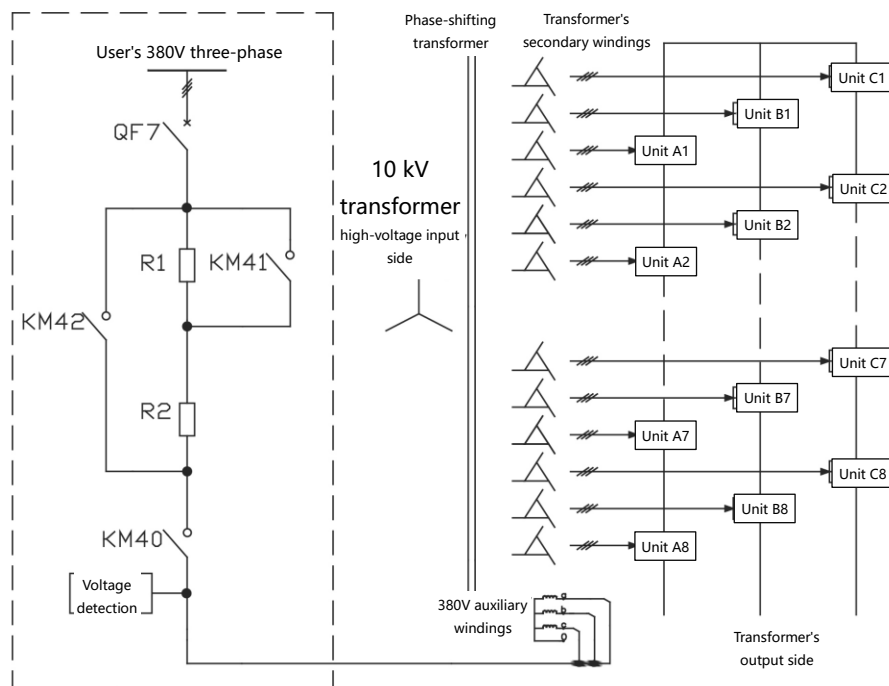 User's 380V three-phase
QF7
R1
KM41
KM42
R2
KM40
Voltage
detection
10 kV
transformer
high-voltage input
side
Phase-shifting
transformer
Transformer's
secondary windings
Unit C1
Unit B1
Unit A1
Unit C2
Unit B2
Unit A2
Unit C7
Unit B7
Unit A7
Unit C8
Unit B8
Unit A8
380V auxiliary
windings
Transformer's
output side